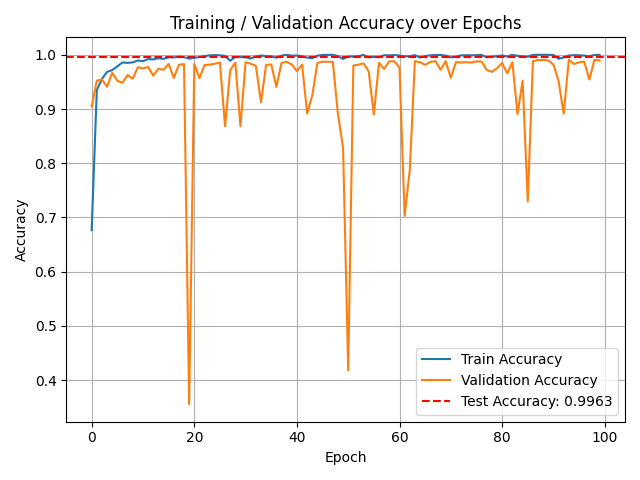 Training / Validation Accuracy over Epochs
1.0
0.9
0.8
0.7
0.6
0.5
0.4
Accuracy
0 20 40 60 80 100
Epoch
Train Accuracy
Validation Accuracy
Test Accuracy: 0.9963